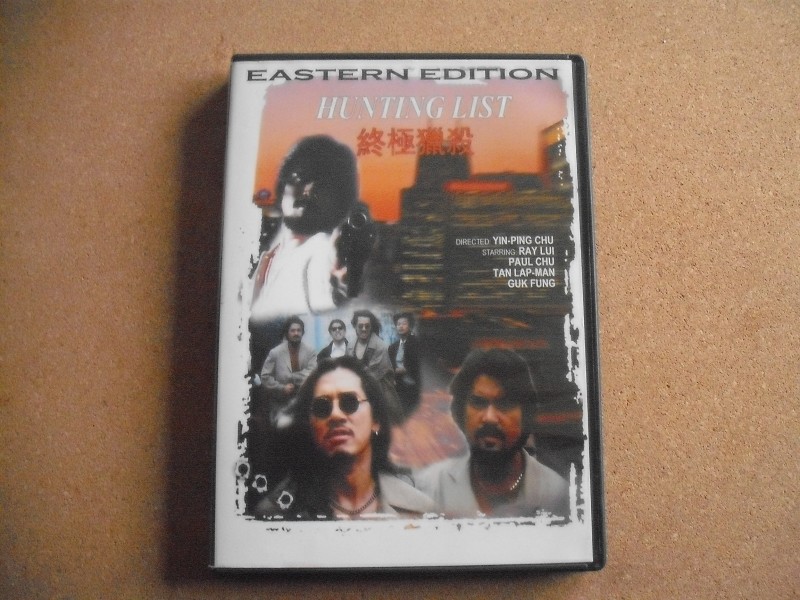 EASTERN EDITION
HUNTING LIST
終極獵殺
DIRECTED: YIN-PING CHU
STARRING: RAY LUI
PAUL CHU
TAN LAP-MAN
GUK FUNG